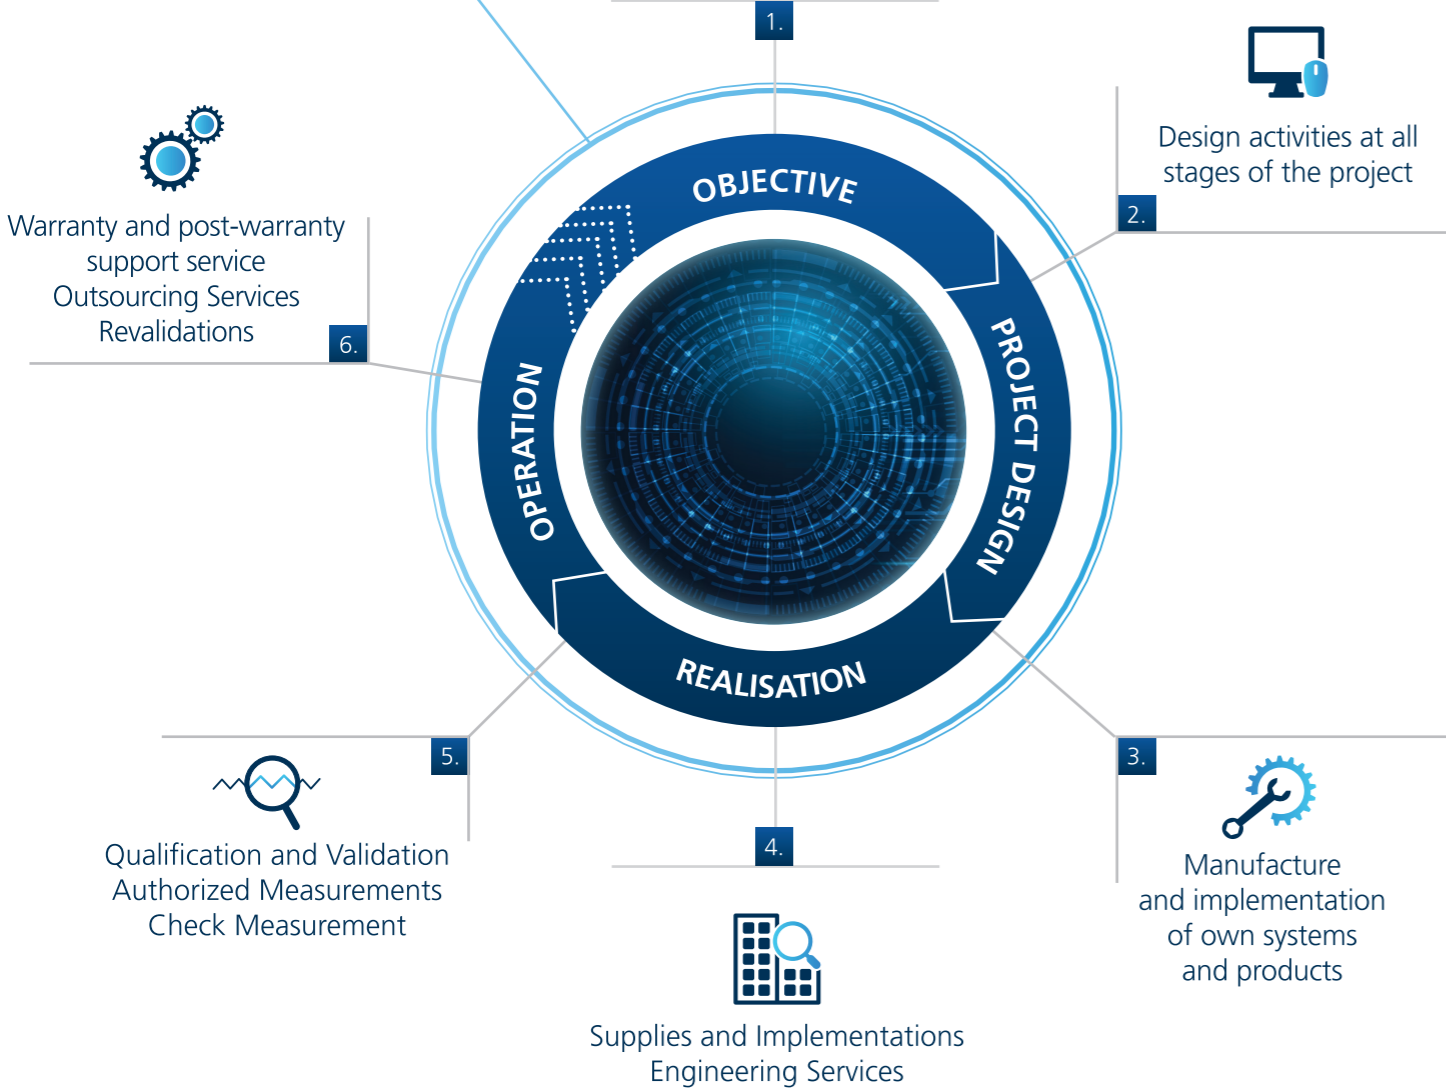 1.
OBJECTIVE
Design activities at all
stages of the project
2.
PROJECT DESIGN
3.
Manufacture
and implementation
of own systems
and products
REALISATION
4.
Supplies and Implementations
Engineering Services
5.
Qualification and Validation
Authorized Measurements
Check Measurement
OPERATION
6.
Warranty and post-warranty
support service
Outsourcing Services
Revalidations